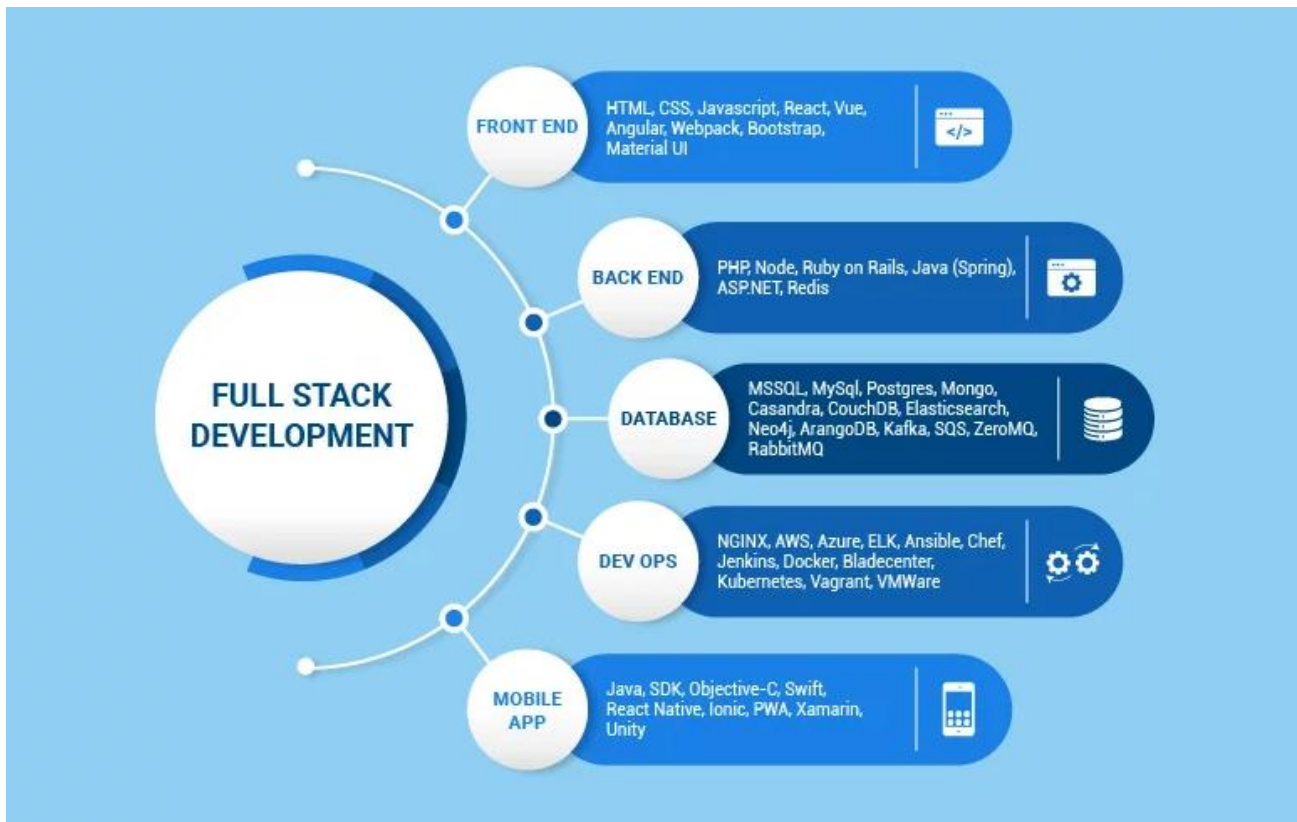 FULL STACK
DEVELOPMENT
FRONT END
HTML, CSS, Javascript, React, Vue,
Angular, Webpack, Bootstrap,
Material UI
</>
BACK END
PHP, Node, Ruby on Rails, Java (Spring),
ASP.NET, Redis
DATABASE
MSSQL, MySql, Postgres, Mongo,
Casandra, CouchDB, Elasticsearch,
Neo4j, ArangoDB, Kafka, SQS, ZeroMQ,
RabbitMQ
DEV OPS
NGINX, AWS, Azure, ELK, Ansible, Chef,
Jenkins, Docker, Bladecenter,
Kubernetes, Vagrant, VMWare
MOBILE
APP
Java, SDK, Objective-C, Swift,
React Native, Ionic, PWA, Xamarin,
Unity